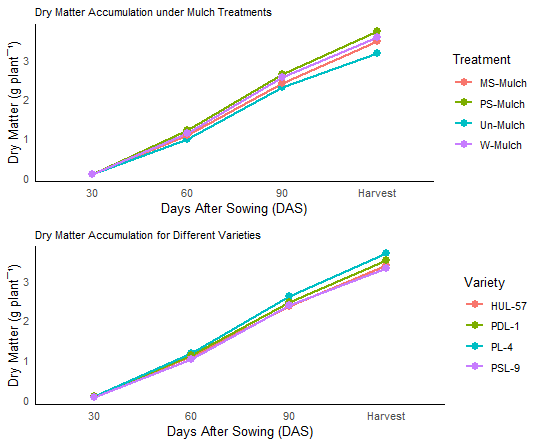 Dry Matter Accumulation under Mulch Treatments
Dry Matter (g plant⁻¹)
3
2
1
0
30 60 90 Harvest
Days After Sowing (DAS)
Treatment
MS-Mulch
PS-Mulch
Un-Mulch
W-Mulch
Dry Matter Accumulation for Different Varieties
Dry Matter (g plant⁻¹)
3
2
1
0
30 60 90 Harvest
Days After Sowing (DAS)
Variety
HUL-57
PDL-1
PL-4
PSL-9